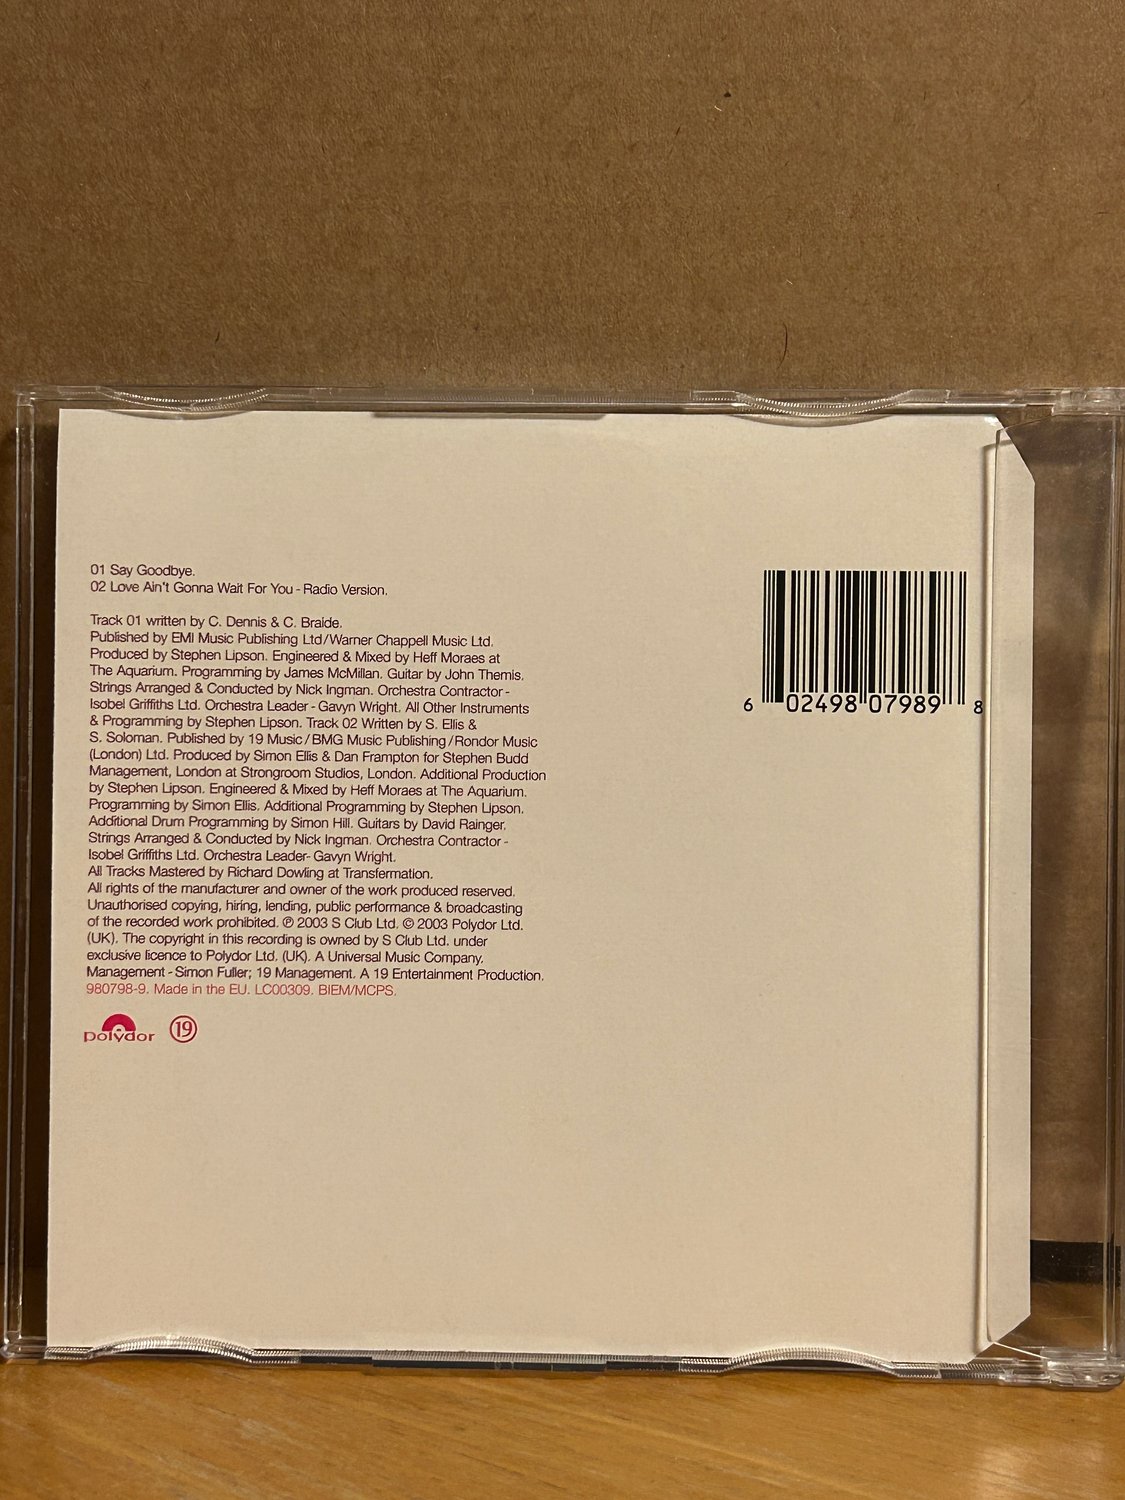 01 Say Goodbye.
02 Love Ain't Gonna Wait For You - Radio Version.
Track 01 written by C. Dennis & C. Braide.
Published by EMI Music Publishing Ltd/Warner Chappell Music Ltd.
Produced by Stephen Lipson. Engineered & Mixed by Heff Moraes at
The Aquarium. Programming by James McMillan. Guitar by John Themis.
Strings Arranged & Conducted by Nick Ingman. Orchestra Contractor -
Isobel Griffiths Ltd. Orchestra Leader - Gavyn Wright. All Other Instruments
& Programming by Stephen Lipson. Track 02 Written by S. Ellis &
S. Soloman. Published by 19 Music/BMG Music Publishing/Rondor Music
(London) Ltd. Produced by Simon Ellis & Dan Frampton for Stephen Budd
Management, London at Strongroom Studios, London. Additional Production
by Stephen Lipson. Engineered & Mixed by Heff Moraes at The Aquarium.
Programming by Simon Ellis. Additional Programming by Stephen Lipson.
Additional Drum Programming by Simon Hill. Guitars by David Rainger.
Strings Arranged & Conducted by Nick Ingman. Orchestra Contractor -
Isobel Griffiths Ltd. Orchestra Leader- Gavyn Wright.
All Tracks Mastered by Richard Dowling at Transfermation.
All rights of the manufacturer and owner of the work produced reserved.
Unauthorised copying, hiring, lending, public performance & broadcasting
of the recorded work prohibited. ℗ 2003 S Club Ltd. © 2003 Polydor Ltd.
(UK). The copyright in this recording is owned by S Club Ltd. under
exclusive licence to Polydor Ltd. (UK). A Universal Music Company.
Management - Simon Fuller; 19 Management. A 19 Entertainment Production.
980798-9. Made in the EU. LC00309. BIEM/MCPS.
polydor 19
6 02498 07989 8